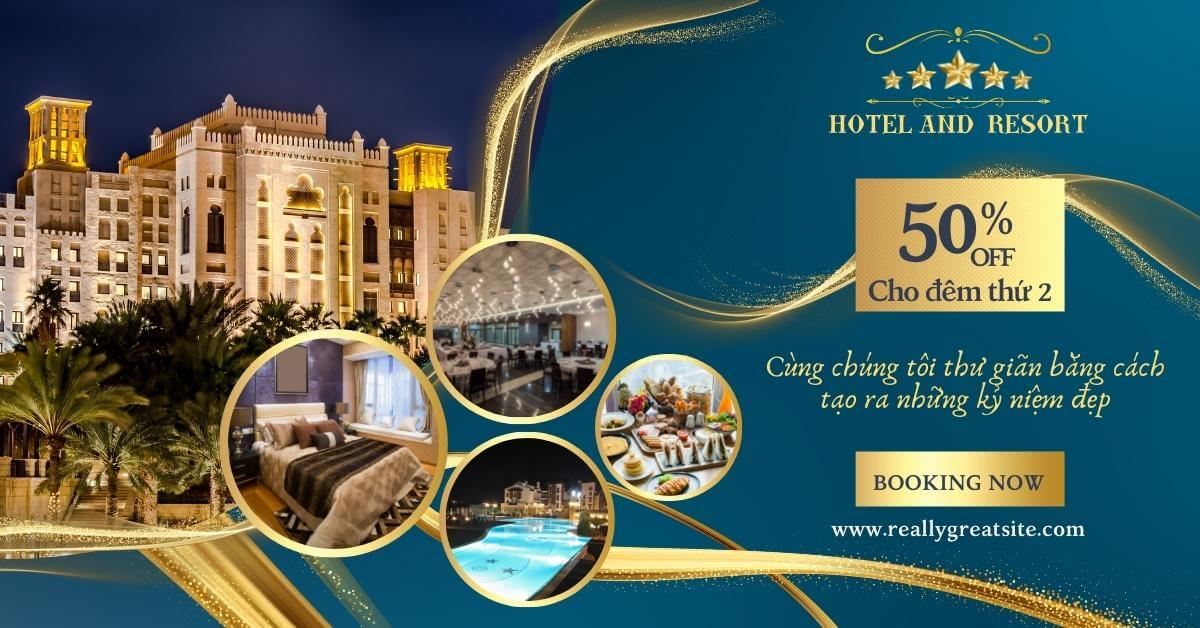 HOTEL AND RESORT
50%
OFF
Cho đêm thứ 2
Cùng chúng tôi thư giãn bằng cách
tạo ra những kỷ niệm đẹp
BOOKING NOW
www.reallygreatsite.com